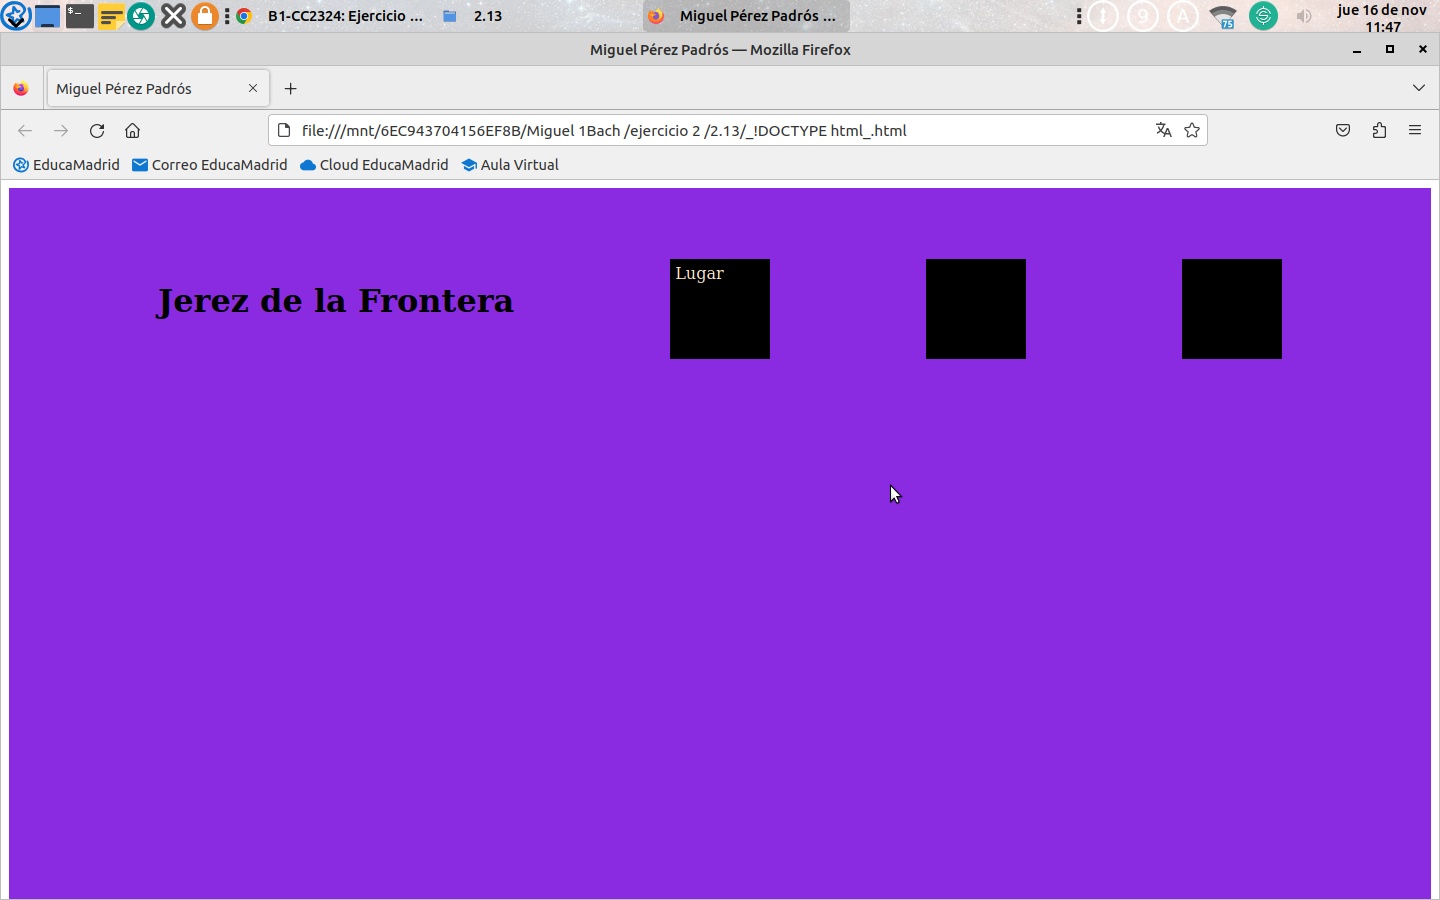 B1-CC2324: Ejercicio ...
2.13
Miguel Pérez Padrós ...
9
A
75
jue 16 de nov
11:47
Miguel Pérez Padrós — Mozilla Firefox
Miguel Pérez Padrós
file:///mnt/6EC943704156EF8B/Miguel 1Bach /ejercicio 2 /2.13/_!DOCTYPE html_.html
EducaMadrid
Correo EducaMadrid
Cloud EducaMadrid
Aula Virtual
Lugar
Jerez de la Frontera